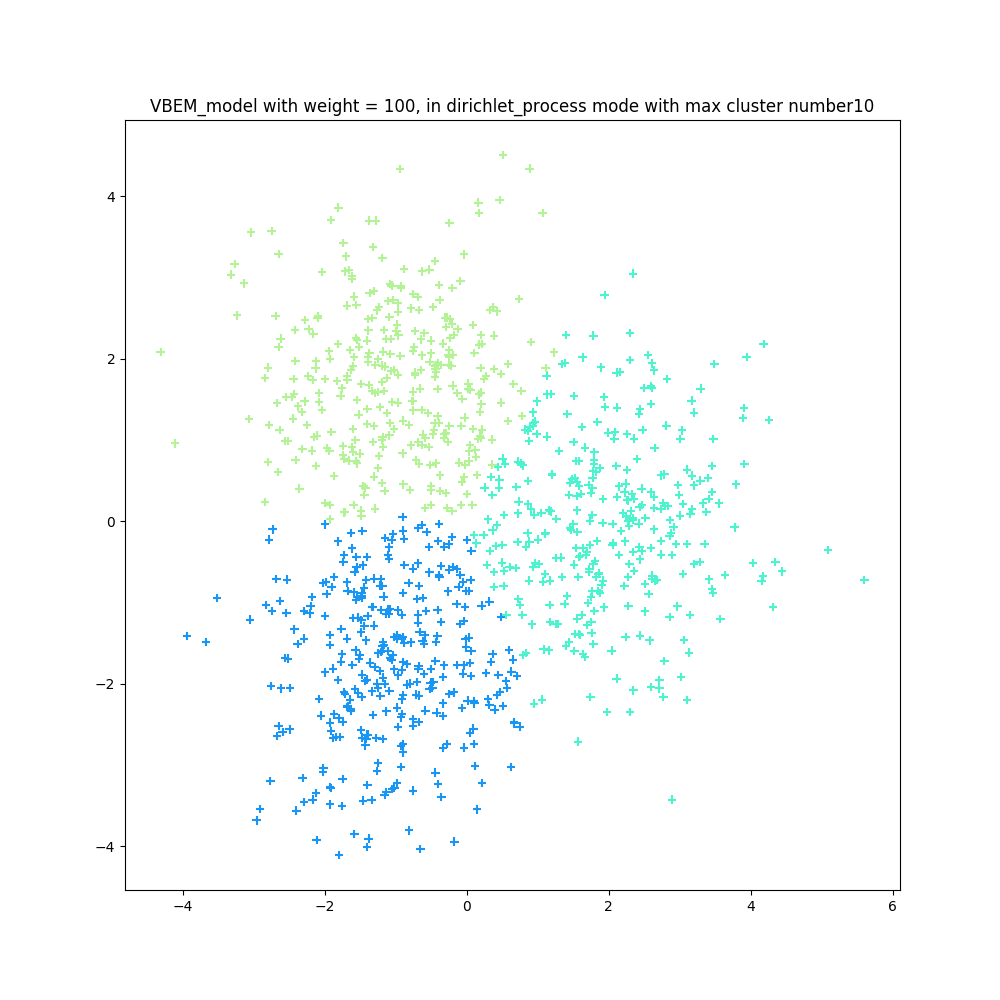 VBEM_model with weight = 100, in dirichlet_process mode with max cluster number10
4
2
0
−2
−4
−4 −2 0 2 4 6